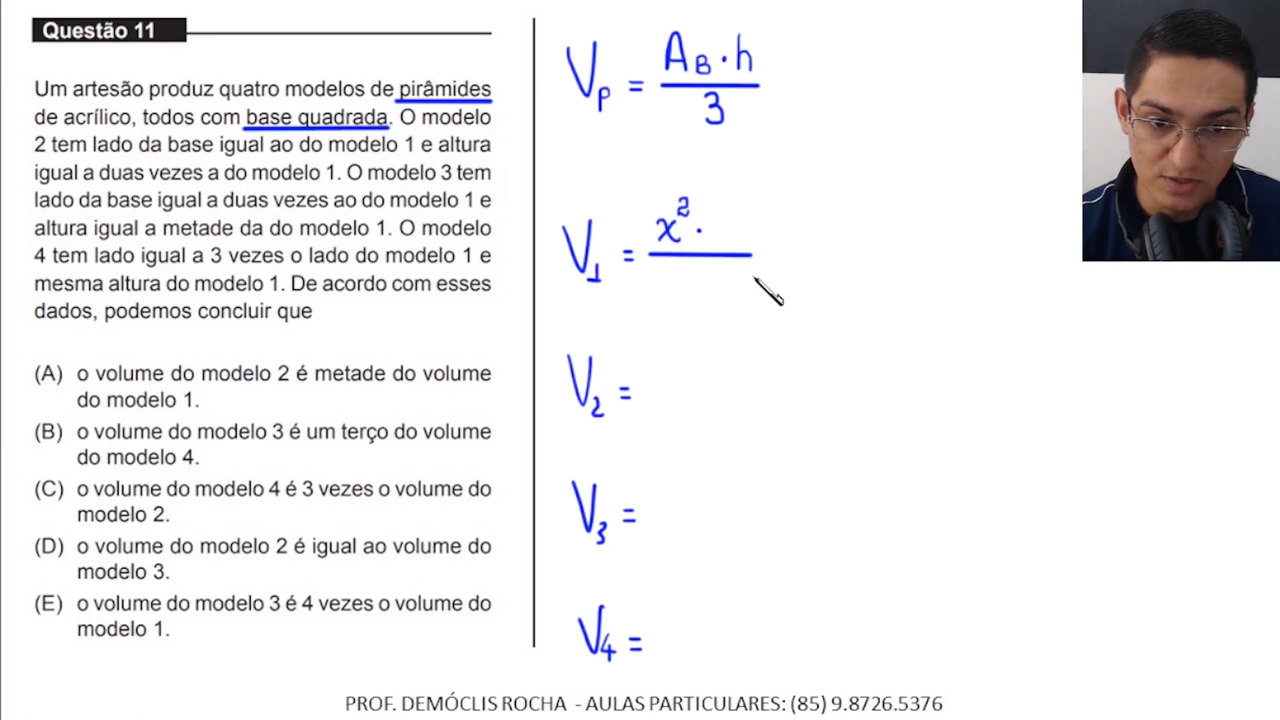 Questão 11
Um artesão produz quatro modelos de pirâmides
de acrílico, todos com base quadrada. O modelo
2 tem lado da base igual ao do modelo 1 e altura
igual a duas vezes a do modelo 1. O modelo 3 tem
lado da base igual a duas vezes ao do modelo 1 e
altura igual a metade da do modelo 1. O modelo
4 tem lado igual a 3 vezes o lado do modelo 1 e
mesma altura do modelo 1. De acordo com esses
dados, podemos concluir que
(A) o volume do modelo 2 é metade do volume
do modelo 1.
(B) o volume do modelo 3 é um terço do volume
do modelo 4.
(C) o volume do modelo 4 é 3 vezes o volume do
modelo 2.
(D) o volume do modelo 2 é igual ao volume do
modelo 3.
(E) o volume do modelo 3 é 4 vezes o volume do
modelo 1.
V_P = A_B · h / 3
V_1 = x² ·
V_2 =
V_3 =
V_4 =
PROF. DEMÓCLIS ROCHA - AULAS PARTICULARES: (85) 9.8726.5376